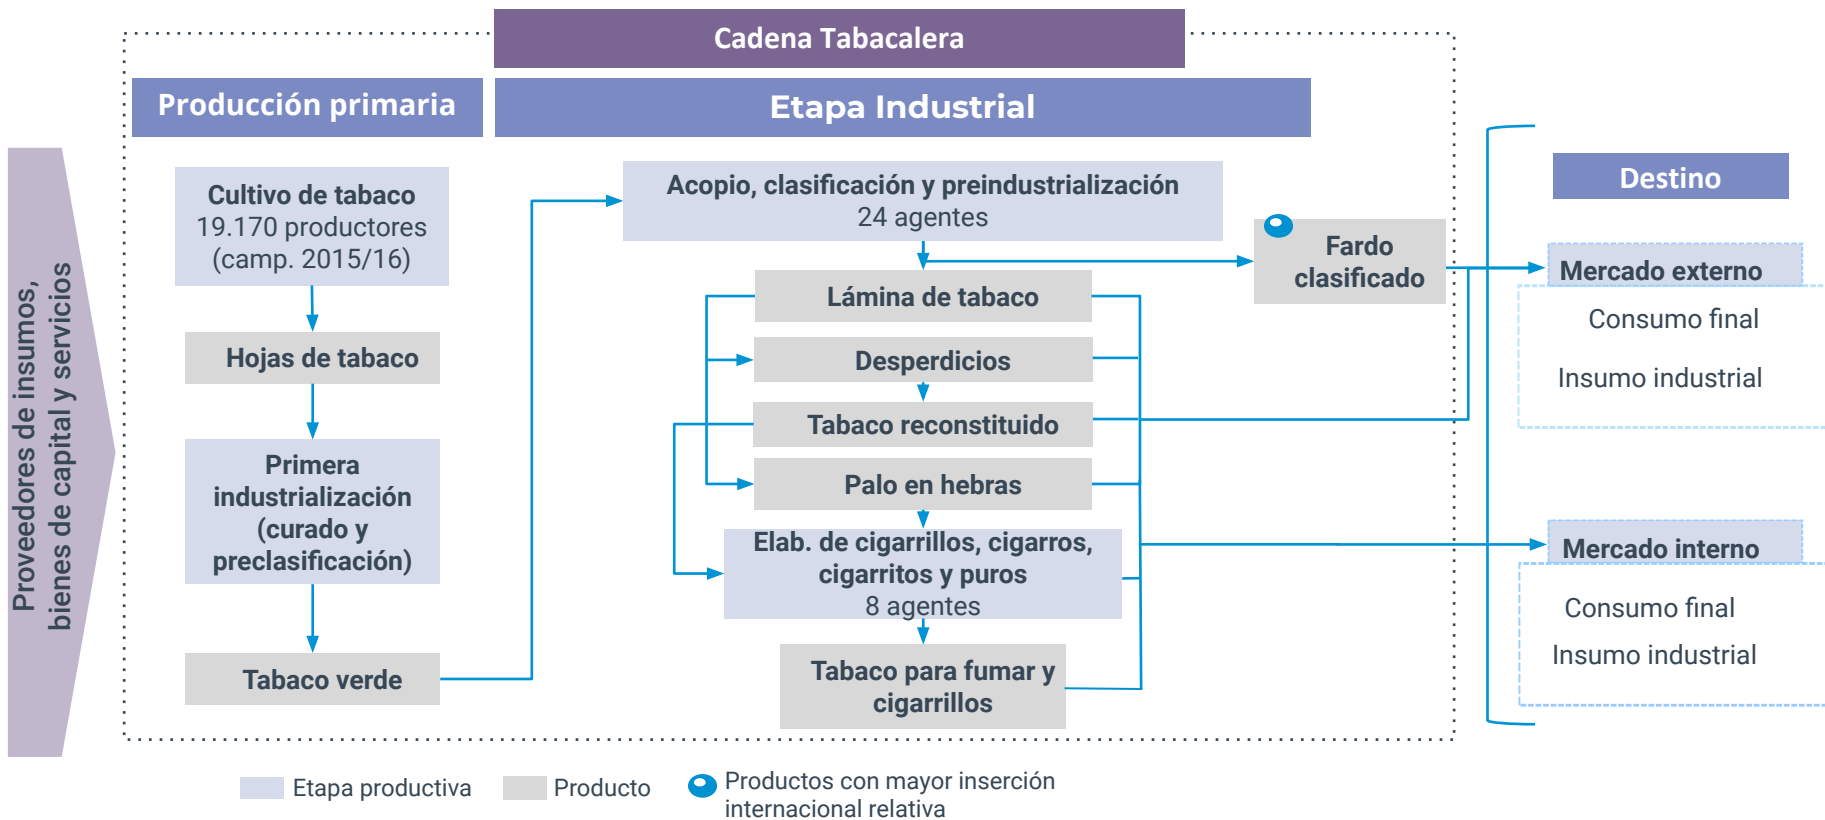 Cadena Tabacalera
Producción primaria
Etapa Industrial
Proveedores de insumos,
bienes de capital y servicios
Cultivo de tabaco
19.170 productores
(camp. 2015/16)
Hojas de tabaco
Primera
industrialización
(curado y
preclasificación)
Tabaco verde
Acopio, clasificación y preindustrialización
24 agentes
Fardo
clasificado
Lámina de tabaco
Desperdicios
Tabaco reconstituido
Palo en hebras
Elab. de cigarrillos, cigarros,
cigarritos y puros
8 agentes
Tabaco para fumar y
cigarrillos
Destino
Mercado externo
Consumo final
Insumo industrial
Mercado interno
Consumo final
Insumo industrial
Etapa productiva
Producto
Productos con mayor inserción
internacional relativa